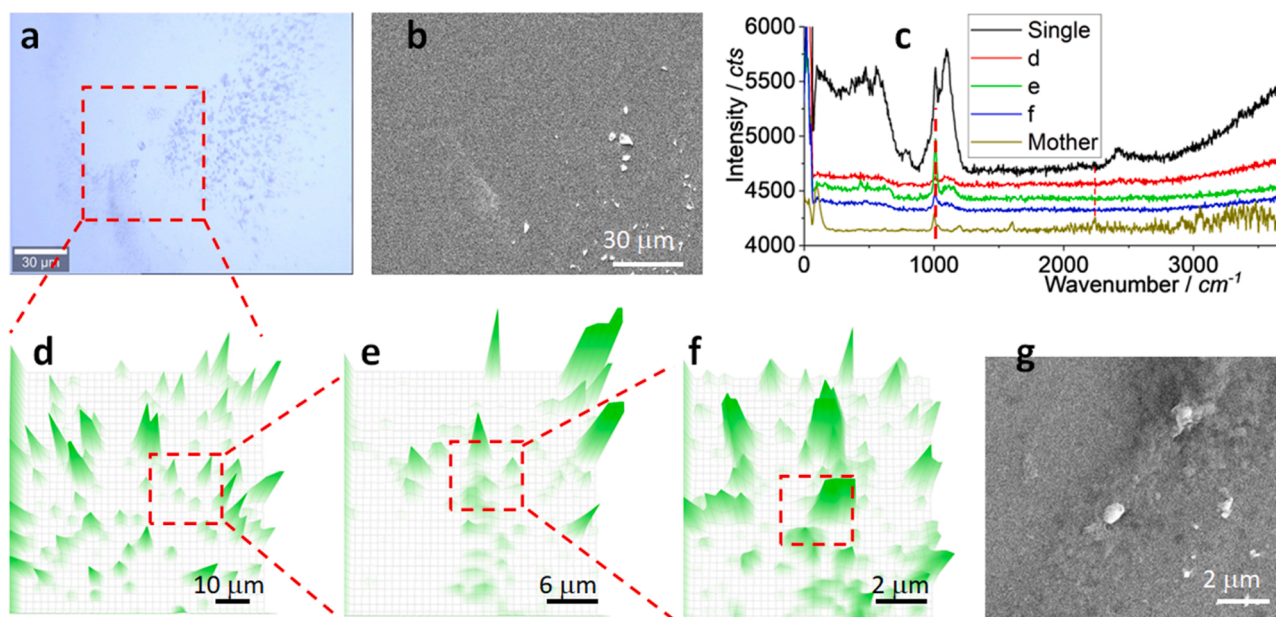 a
30 μm
b
30 μm
c
6000
5500
5000
4500
4000
Intensity / cts
Single
d
e
f
Mother
0
1000
2000
3000
Wavenumber / cm-1
d
10 μm
e
6 μm
f
2 μm
g
2 μm